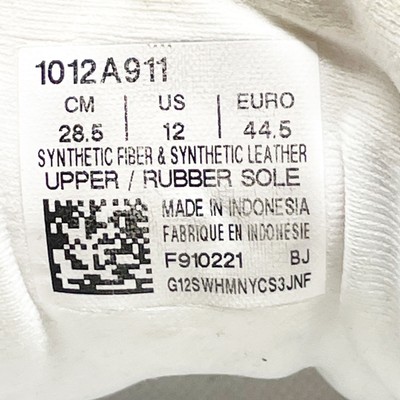 1012A911
CM | US | EURO
28.5 | 12 | 44.5
SYNTHETIC FIBER & SYNTHETIC LEATHER
UPPER / RUBBER SOLE
MADE IN INDONESIA
FABRIQUE EN INDONESIE
F910221 BJ
G12SWHMNYCS3JNF